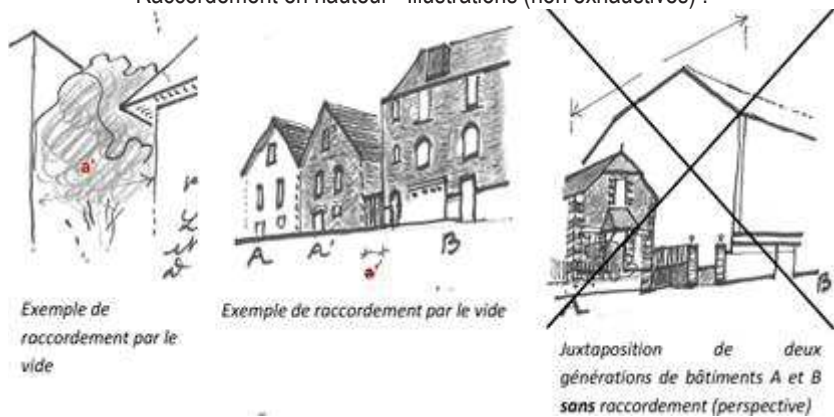 Raccordement en hauteur - Illustrations (non exhaustives) :
a'
A A' a' B
B
Exemple de
raccordement par le
vide
Exemple de raccordement par le vide
Juxtaposition de deux
générations de bâtiments A et B
sans raccordement (perspective)